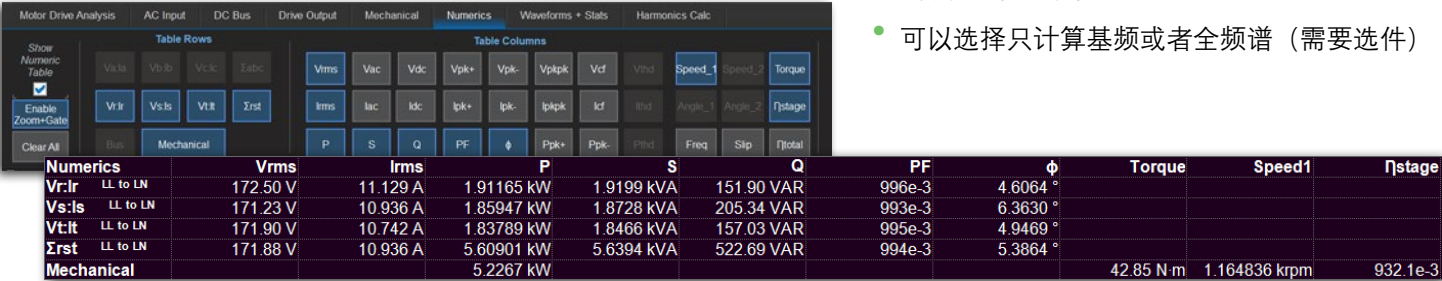 Motor Drive Analysis AC Input DC Bus Drive Output Mechanical Numerics Waveforms + Stats Harmonics Calc
Show Numeric Table
Table Rows
Table Columns
Va:Ia Vb:Ib Vc:Ic Σabc
Vrms Vac Vdc Vpk+ Vpk- Vpkpk Vcf Vthd Speed_1 Speed_2 Torque
Enable Zoom+Gate
Vr:Ir Vs:Is Vt:It Σrst
Irms Iac Idc Ipk+ Ipk- Ipkpk Icf Ithd Angle_1 Angle_2 Ƞstage
Clear All
Bus Mechanical
P S Q PF ϕ Ppk+ Ppk- Pthd Freq Slip Ƞtotal
可以选择只计算基频或者全频谱（需要选件）
Numerics Vrms Irms P S Q PF ϕ Torque Speed1 Ƞstage
Vr:Ir LL to LN 172.50 V 11.129 A 1.91165 kW 1.9199 kVA 151.90 VAR 996e-3 4.6064 °
Vs:Is LL to LN 171.23 V 10.936 A 1.85947 kW 1.8728 kVA 205.34 VAR 993e-3 6.3630 °
Vt:It LL to LN 171.90 V 10.742 A 1.83789 kW 1.8466 kVA 157.03 VAR 995e-3 4.9469 °
Σrst LL to LN 171.88 V 10.936 A 5.60901 kW 5.6394 kVA 522.69 VAR 994e-3 5.3864 °
Mechanical 5.2267 kW 42.85 N·m 1.164836 krpm 932.1e-3